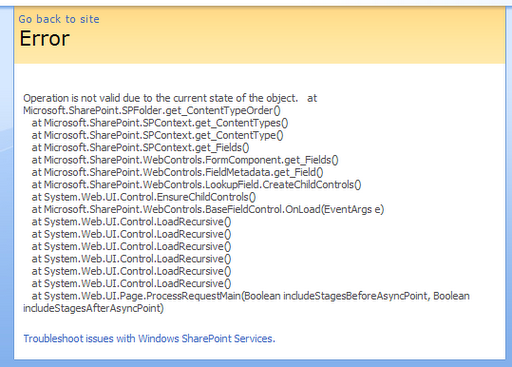 Go back to site
Error
Operation is not valid due to the current state of the object.   at
Microsoft.SharePoint.SPFolder.get_ContentTypeOrder()
at Microsoft.SharePoint.SPContext.get_ContentTypes()
at Microsoft.SharePoint.SPContext.get_ContentType()
at Microsoft.SharePoint.SPContext.get_Fields()
at Microsoft.SharePoint.WebControls.FormComponent.get_Fields()
at Microsoft.SharePoint.WebControls.FieldMetadata.get_Field()
at Microsoft.SharePoint.WebControls.LookupField.CreateChildControls()
at System.Web.UI.Control.EnsureChildControls()
at Microsoft.SharePoint.WebControls.BaseFieldControl.OnLoad(EventArgs e)
at System.Web.UI.Control.LoadRecursive()
at System.Web.UI.Control.LoadRecursive()
at System.Web.UI.Control.LoadRecursive()
at System.Web.UI.Control.LoadRecursive()
at System.Web.UI.Control.LoadRecursive()
at System.Web.UI.Control.LoadRecursive()
at System.Web.UI.Page.ProcessRequestMain(Boolean includeStagesBeforeAsyncPoint, Boolean
includeStagesAfterAsyncPoint)
Troubleshoot issues with Windows SharePoint Services.